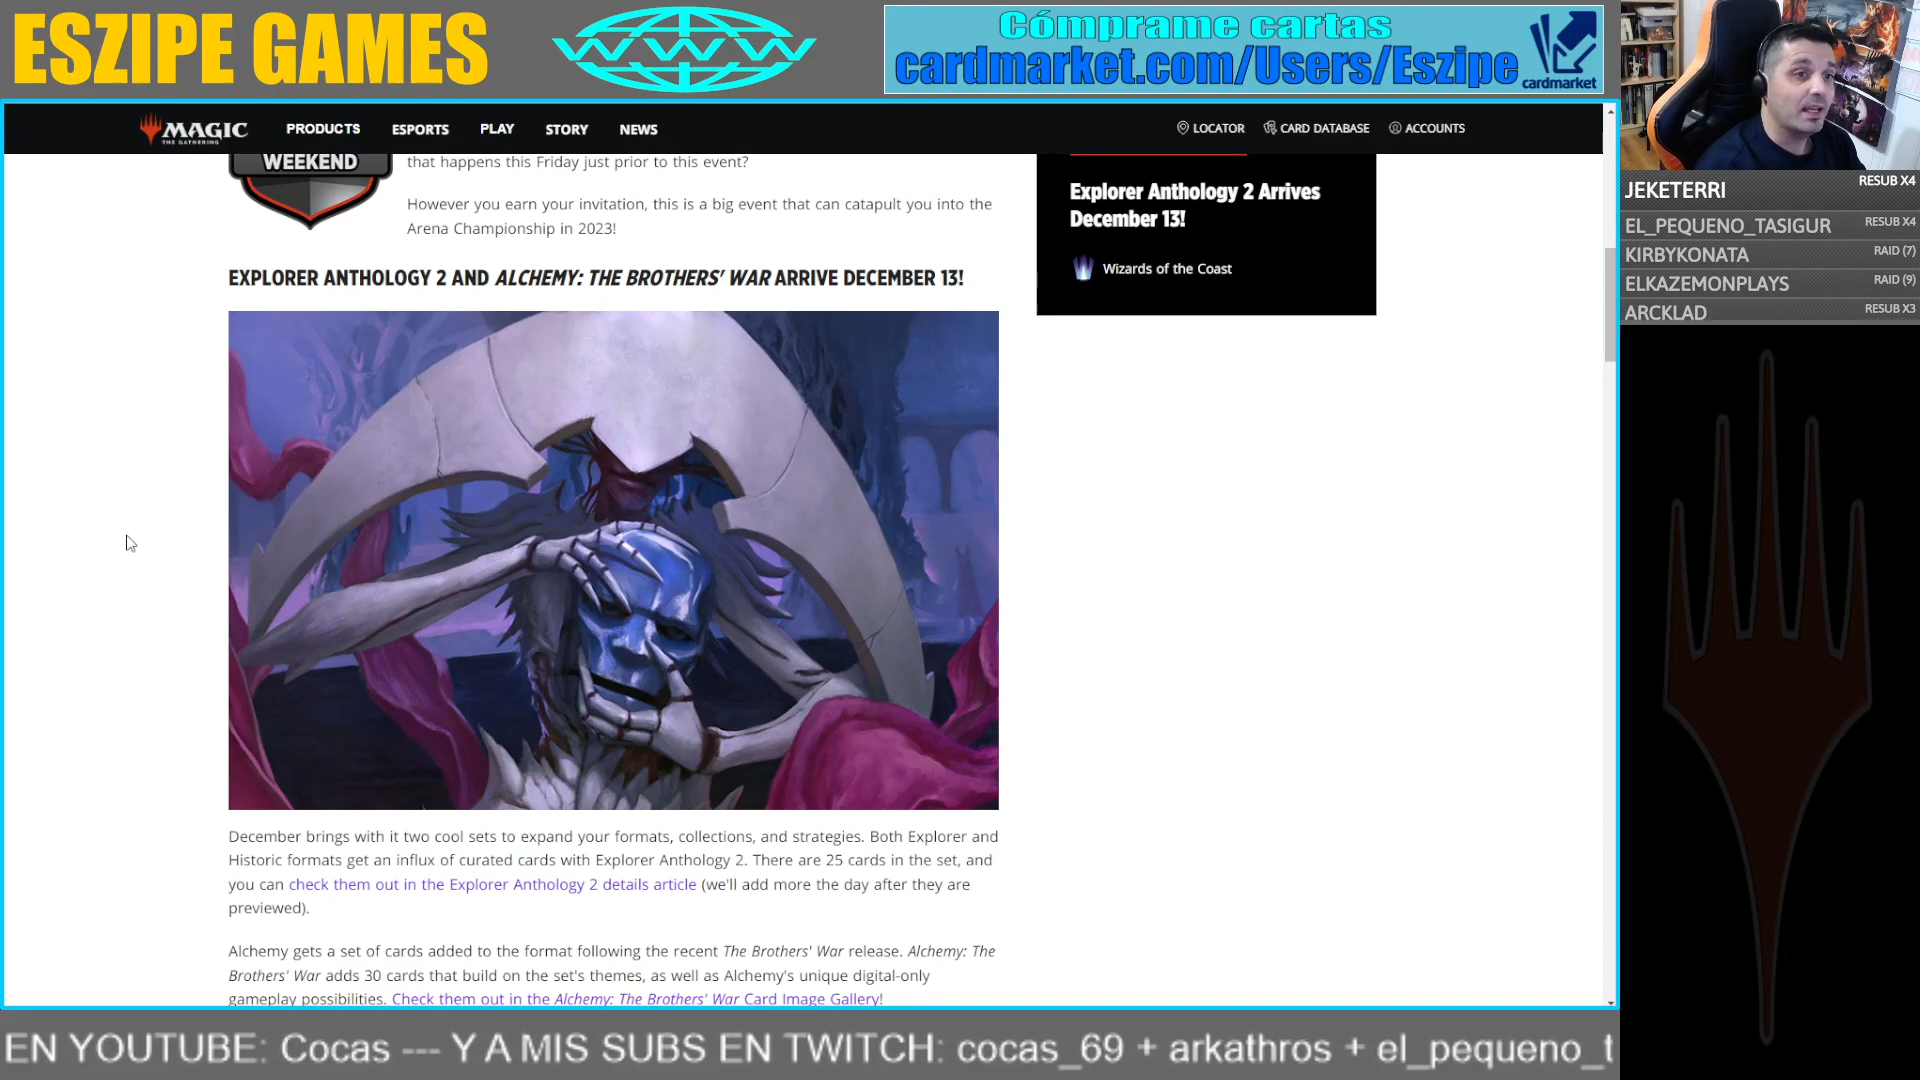 ESZIPE GAMES
WWW
Cómprame cartas
cardmarket.com/Users/Eszipe
cardmarket
MAGIC
THE GATHERING
PRODUCTS
ESPORTS
PLAY
STORY
NEWS
LOCATOR
CARD DATABASE
ACCOUNTS
WEEKEND
that happens this Friday just prior to this event?
However you earn your invitation, this is a big event that can catapult you into the
Arena Championship in 2023!
EXPLORER ANTHOLOGY 2 AND ALCHEMY: THE BROTHERS' WAR ARRIVE DECEMBER 13!
December brings with it two cool sets to expand your formats, collections, and strategies. Both Explorer and
Historic formats get an influx of curated cards with Explorer Anthology 2. There are 25 cards in the set, and
you can check them out in the Explorer Anthology 2 details article (we'll add more the day after they are
previewed).
Alchemy gets a set of cards added to the format following the recent The Brothers' War release. Alchemy: The
Brothers' War adds 30 cards that build on the set's themes, as well as Alchemy's unique digital-only
gameplay possibilities. Check them out in the Alchemy: The Brothers' War Card Image Gallery!
Explorer Anthology 2 Arrives
December 13!
Wizards of the Coast
JEKETERRI RESUB X4
EL_PEQUENO_TASIGUR RESUB X4
KIRBYKONATA RAID (7)
ELKAZEMONPLAYS RAID (9)
ARCKLAD RESUB X3
EN YOUTUBE: Cocas --- Y A MIS SUBS EN TWITCH: cocas_69 + arkathros + el_pequeno_t